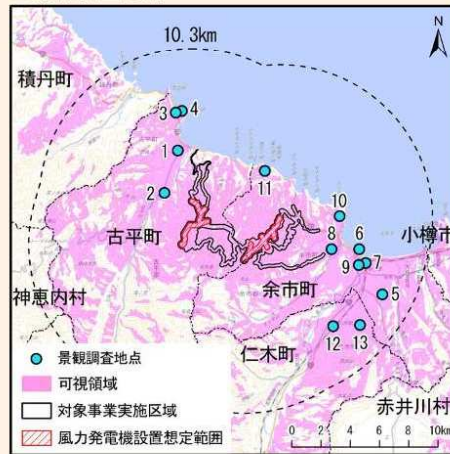 10.3km
N
積丹町
3
4
1
2
11
10
8
6
小樽市
9
7
古平町
余市町
5
神恵内村
仁木町
12
13
赤井川村
景観調査地点
可視領域
対象事業実施区域
風力発電機設置想定範囲
0 2 4 6 8 10km